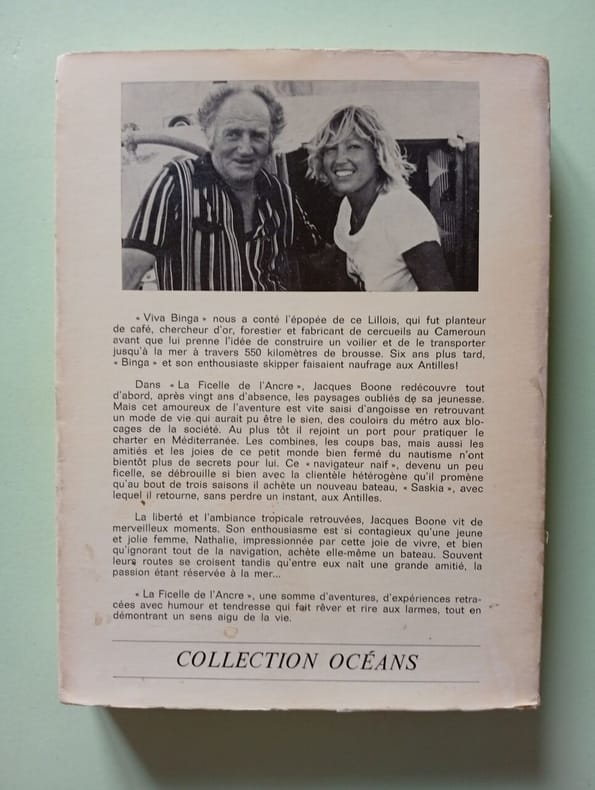 « Viva Binga » nous a conté l'épopée de ce Lillois, qui fut planteur
de café, chercheur d'or, forestier et fabricant de cercueils au Cameroun
avant que lui prenne l'idée de construire un voilier et de le transporter
jusqu'à la mer à travers 550 kilomètres de brousse. Six ans plus tard,
« Binga » et son enthousiaste skipper faisaient naufrage aux Antilles!
Dans « La Ficelle de l'Ancre », Jacques Boone redécouvre tout
d'abord, après vingt ans d'absence, les paysages oubliés de sa jeunesse.
Mais cet amoureux de l'aventure est vite saisi d'angoisse en retrouvant
un mode de vie qui aurait pu être le sien, des couloirs du métro aux blo-
cages de la société. Au plus tôt il rejoint un port pour pratiquer le
charter en Méditerranée. Les combines, les coups bas, mais aussi les
amitiés et les joies de ce petit monde bien fermé du nautisme n'ont
bientôt plus de secrets pour lui. Ce « navigateur naïf », devenu un peu
ficelle, se débrouille si bien avec la clientèle hétérogène qu'il promène
qu'au bout de trois saisons il achète un nouveau bateau, « Saskia », avec
lequel il retourne, sans perdre un instant, aux Antilles.
La liberté et l'ambiance tropicale retrouvées, Jacques Boone vit de
merveilleux moments. Son enthousiasme est si contagieux qu'une jeune
et jolie femme, Nathalie, impressionnée par cette joie de vivre, et bien
qu'ignorant tout de la navigation, achète elle-même un bateau. Souvent
leurs routes se croisent tandis qu'entre eux naît une grande amitié, la
passion étant réservée à la mer...
« La Ficelle de l'Ancre », une somme d'aventures, d'expériences retra-
cées avec humour et tendresse qui fait rêver et rire aux larmes, tout en
démontrant un sens aigu de la vie.
COLLECTION OCÉANS